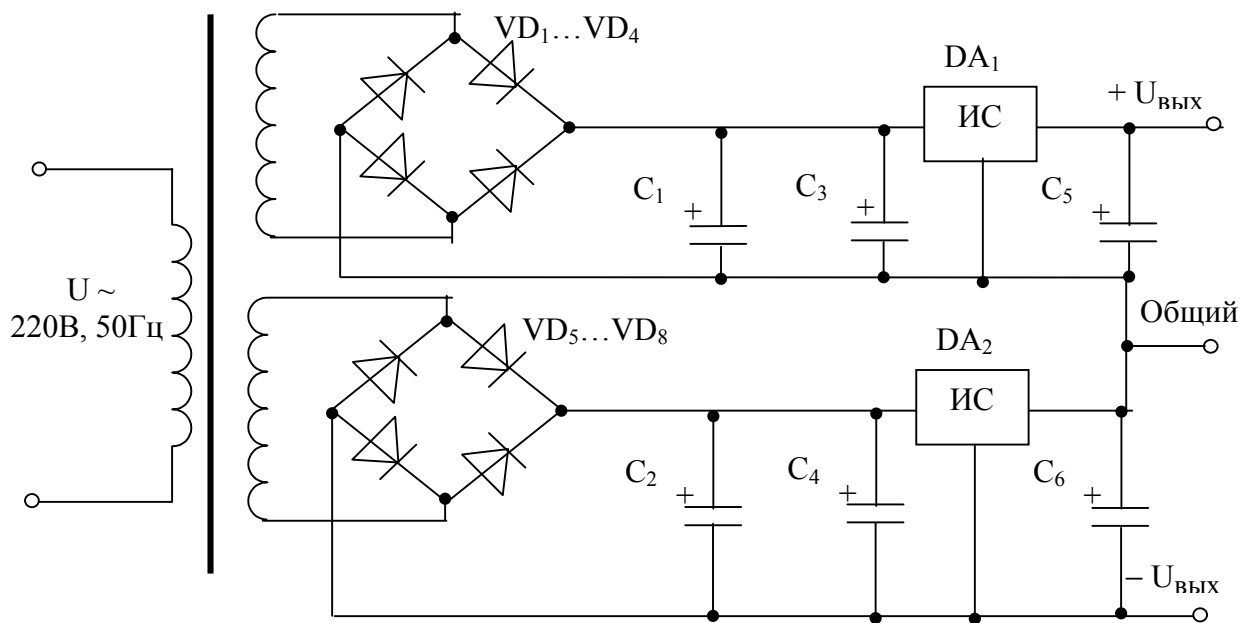 VD₁…VD₄
DA₁
+ Uвых
ИС
C₁
C₃
C₅
+
+
+
U ~
220В, 50Гц
Общий
VD₅…VD₈
DA₂
ИС
C₂
C₄
C₆
+
+
+
– Uвых